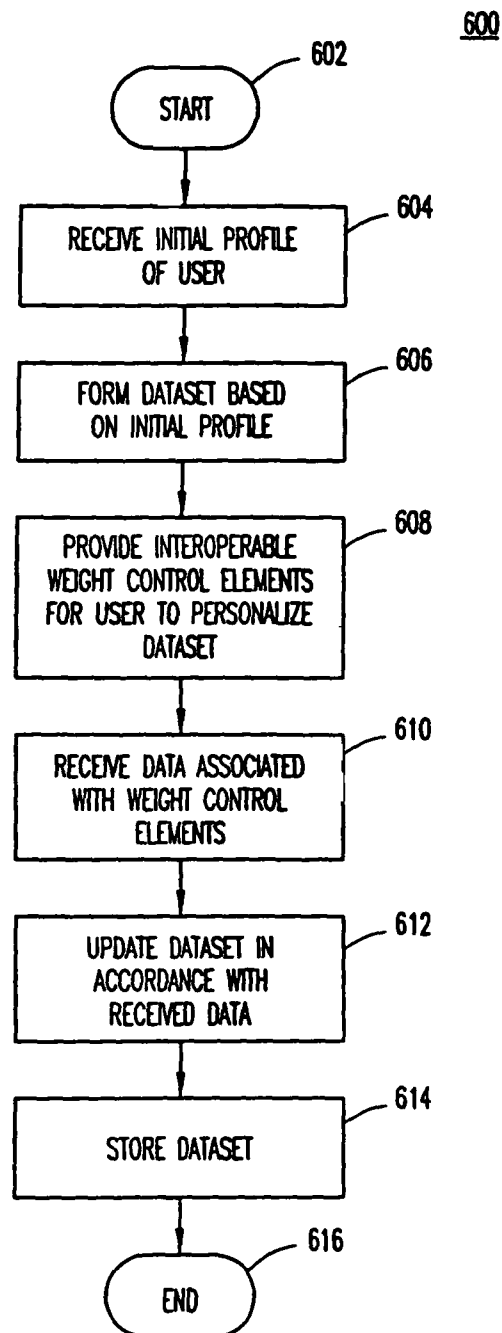 600
602
START
604
RECEIVE INITIAL PROFILE
OF USER
606
FORM DATASET BASED
ON INITIAL PROFILE
608
PROVIDE INTEROPERABLE
WEIGHT CONTROL ELEMENTS
FOR USER TO PERSONALIZE
DATASET
610
RECEIVE DATA ASSOCIATED
WITH WEIGHT CONTROL
ELEMENTS
612
UPDATE DATASET IN
ACCORDANCE WITH
RECEIVED DATA
614
STORE DATASET
616
END